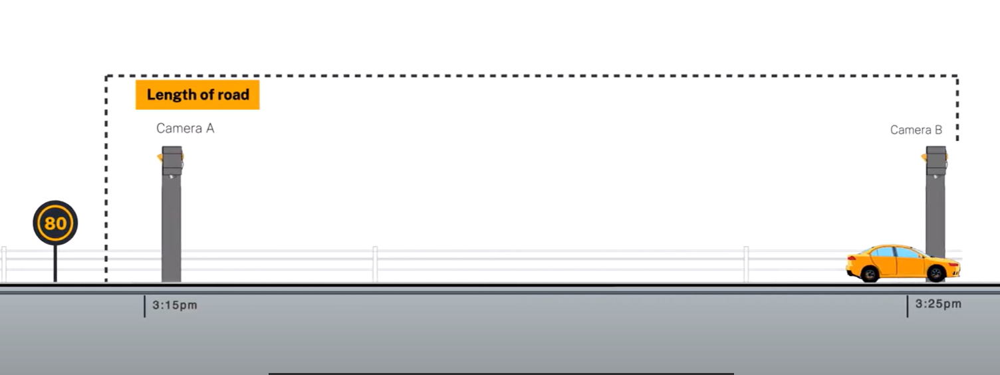 Length of road
Camera A
Camera B
80
3:15pm
3:25pm